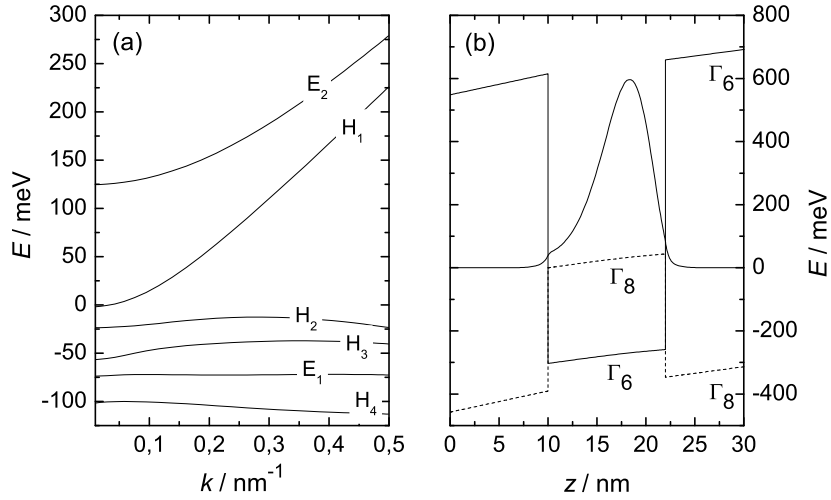 (a)
E / meV
300
250
200
150
100
50
0
-50
-100
E₂
H₁
H₂
H₃
E₁
H₄
0,1
0,2
0,3
0,4
0,5
k / nm⁻¹
(b)
Γ₆
Γ₈
Γ₆
Γ₈
800
600
400
200
0
-200
-400
E / meV
0
5
10
15
20
25
30
z / nm